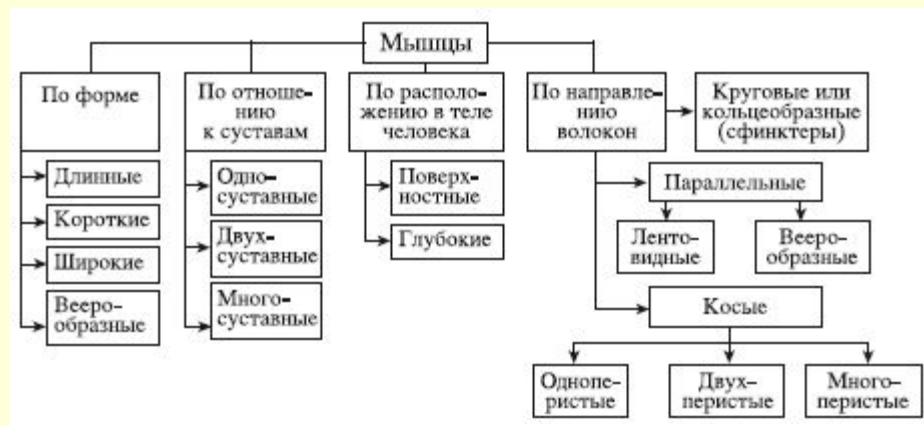 Мышцы
По форме
Длинные
Короткие
Широкие
Вееро-
образные
По отноше-
нию
к суставам
Одно-
суставные
Двух-
суставные
Много-
суставные
По располо-
жению в теле
человека
Поверх-
ностные
Глубокие
По направле-
нию
волокон
Круговые или
кольцеобразные
(сфинктеры)
Параллельные
Ленто-
видные
Вееро-
образные
Косые
Однопе-
ристые
Двух-
перистые
Много-
перистые